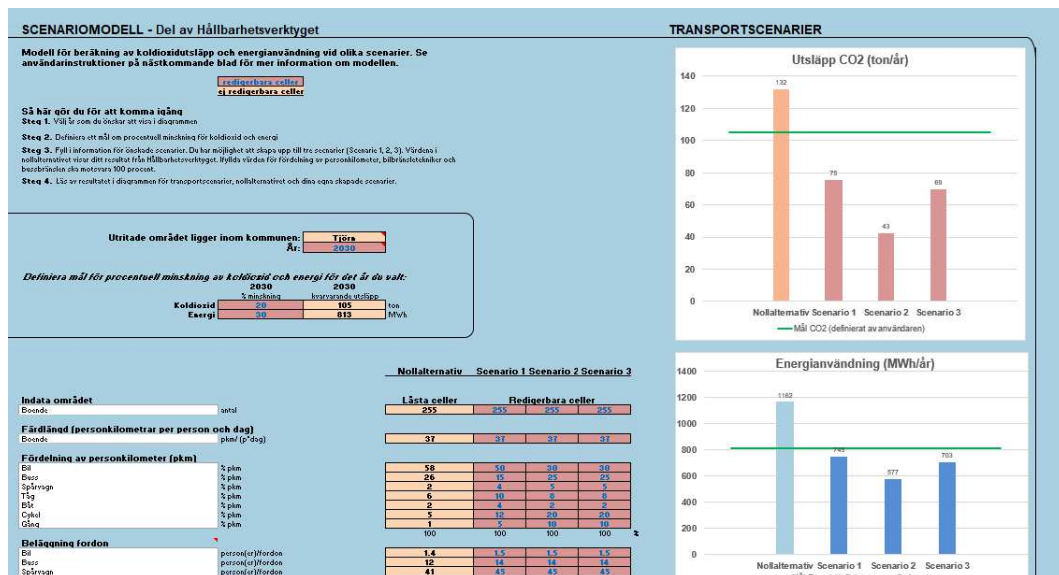 SCENARIOMODELL - Del av Hållbarhetsverktyget
Modell för beräkning av koldioxidutsläpp och energianvändning vid olika scenarier. Se
användarinstruktioner på nästkommande blad för mer information om modellen.
redigerbara celler
ej redigerbara celler
Så här gör du för att komma igång
Steg 1. Välj år som du önskar att visa i diagrammen
Steg 2. Definiera ett mål om procentuell minskning för koldioxid och energi
Steg 3. Fyll i information för önskade scenarier. Du har möjlighet att skapa upp till tre scenarier (Scenarie 1, 2, 3). Värdena i
nollalternativet visar ditt resultat från Hållbarhetsverktyget. Ifyllda värden för fördelning av personkilometer, bilbränsletekniker och
bussbränslen ska motsvara 100 procent.
Steg 4. Läs av resultatet i diagrammen för transportscenarier, nollalternativet och dina egna skapade scenarier.
Utritade området ligger inom kommunen: Tjörn
År: 2030
Definiera mål för procentuell minskning av koldioxid och energi för det år du valt:
2030 2030
% minskning kvarvarande utsläpp
Koldioxid 20 105 ton
Energi 30 813 MWh
Nollalternativ Scenario 1 Scenario 2 Scenario 3
Indata området Låsta celler Redigerbara celler
Boende antal 255 255 255 255
Färdlängd (personkilometrar per person och dag)
Boende pkm/(p*dag) 37 37 37 37
Fördelning av personkilometer (pkm)
Bil % pkm 58 50 30 30
Buss % pkm 26 15 25 25
Spårvagn % pkm 2 4 5 5
Tåg % pkm 6 10 8 8
Båt % pkm 2 4 2 2
Cykel % pkm 5 12 20 20
Gång % pkm 1 5 10 10
100 100 100 100 %
Beläggning fordon
Bil person(er)/fordon 1.4 1.5 1.5 1.5
Buss person(er)/fordon 12 14 14 14
Spårvagn person(er)/fordon 41 45 45 45
TRANSPORTSCENARIER
Utsläpp CO2 (ton/år)
140
120
100
80
60
40
20
0
132
75
43
69
Nollalternativ Scenario 1 Scenario 2 Scenario 3
Mål CO2 (definierat av användaren)
Energianvändning (MWh/år)
1400
1200
1000
800
600
400
200
0
1162
745
577
703
Nollalternativ Scenario 1 Scenario 2 Scenario 3